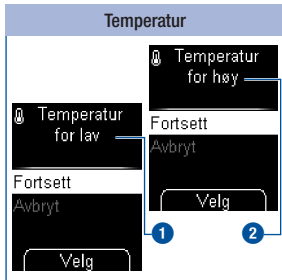 Temperatur
Temperatur
for lav
Fortsett
Avbryt
Velg
1
Temperatur
for høy
Fortsett
Avbryt
Velg
2